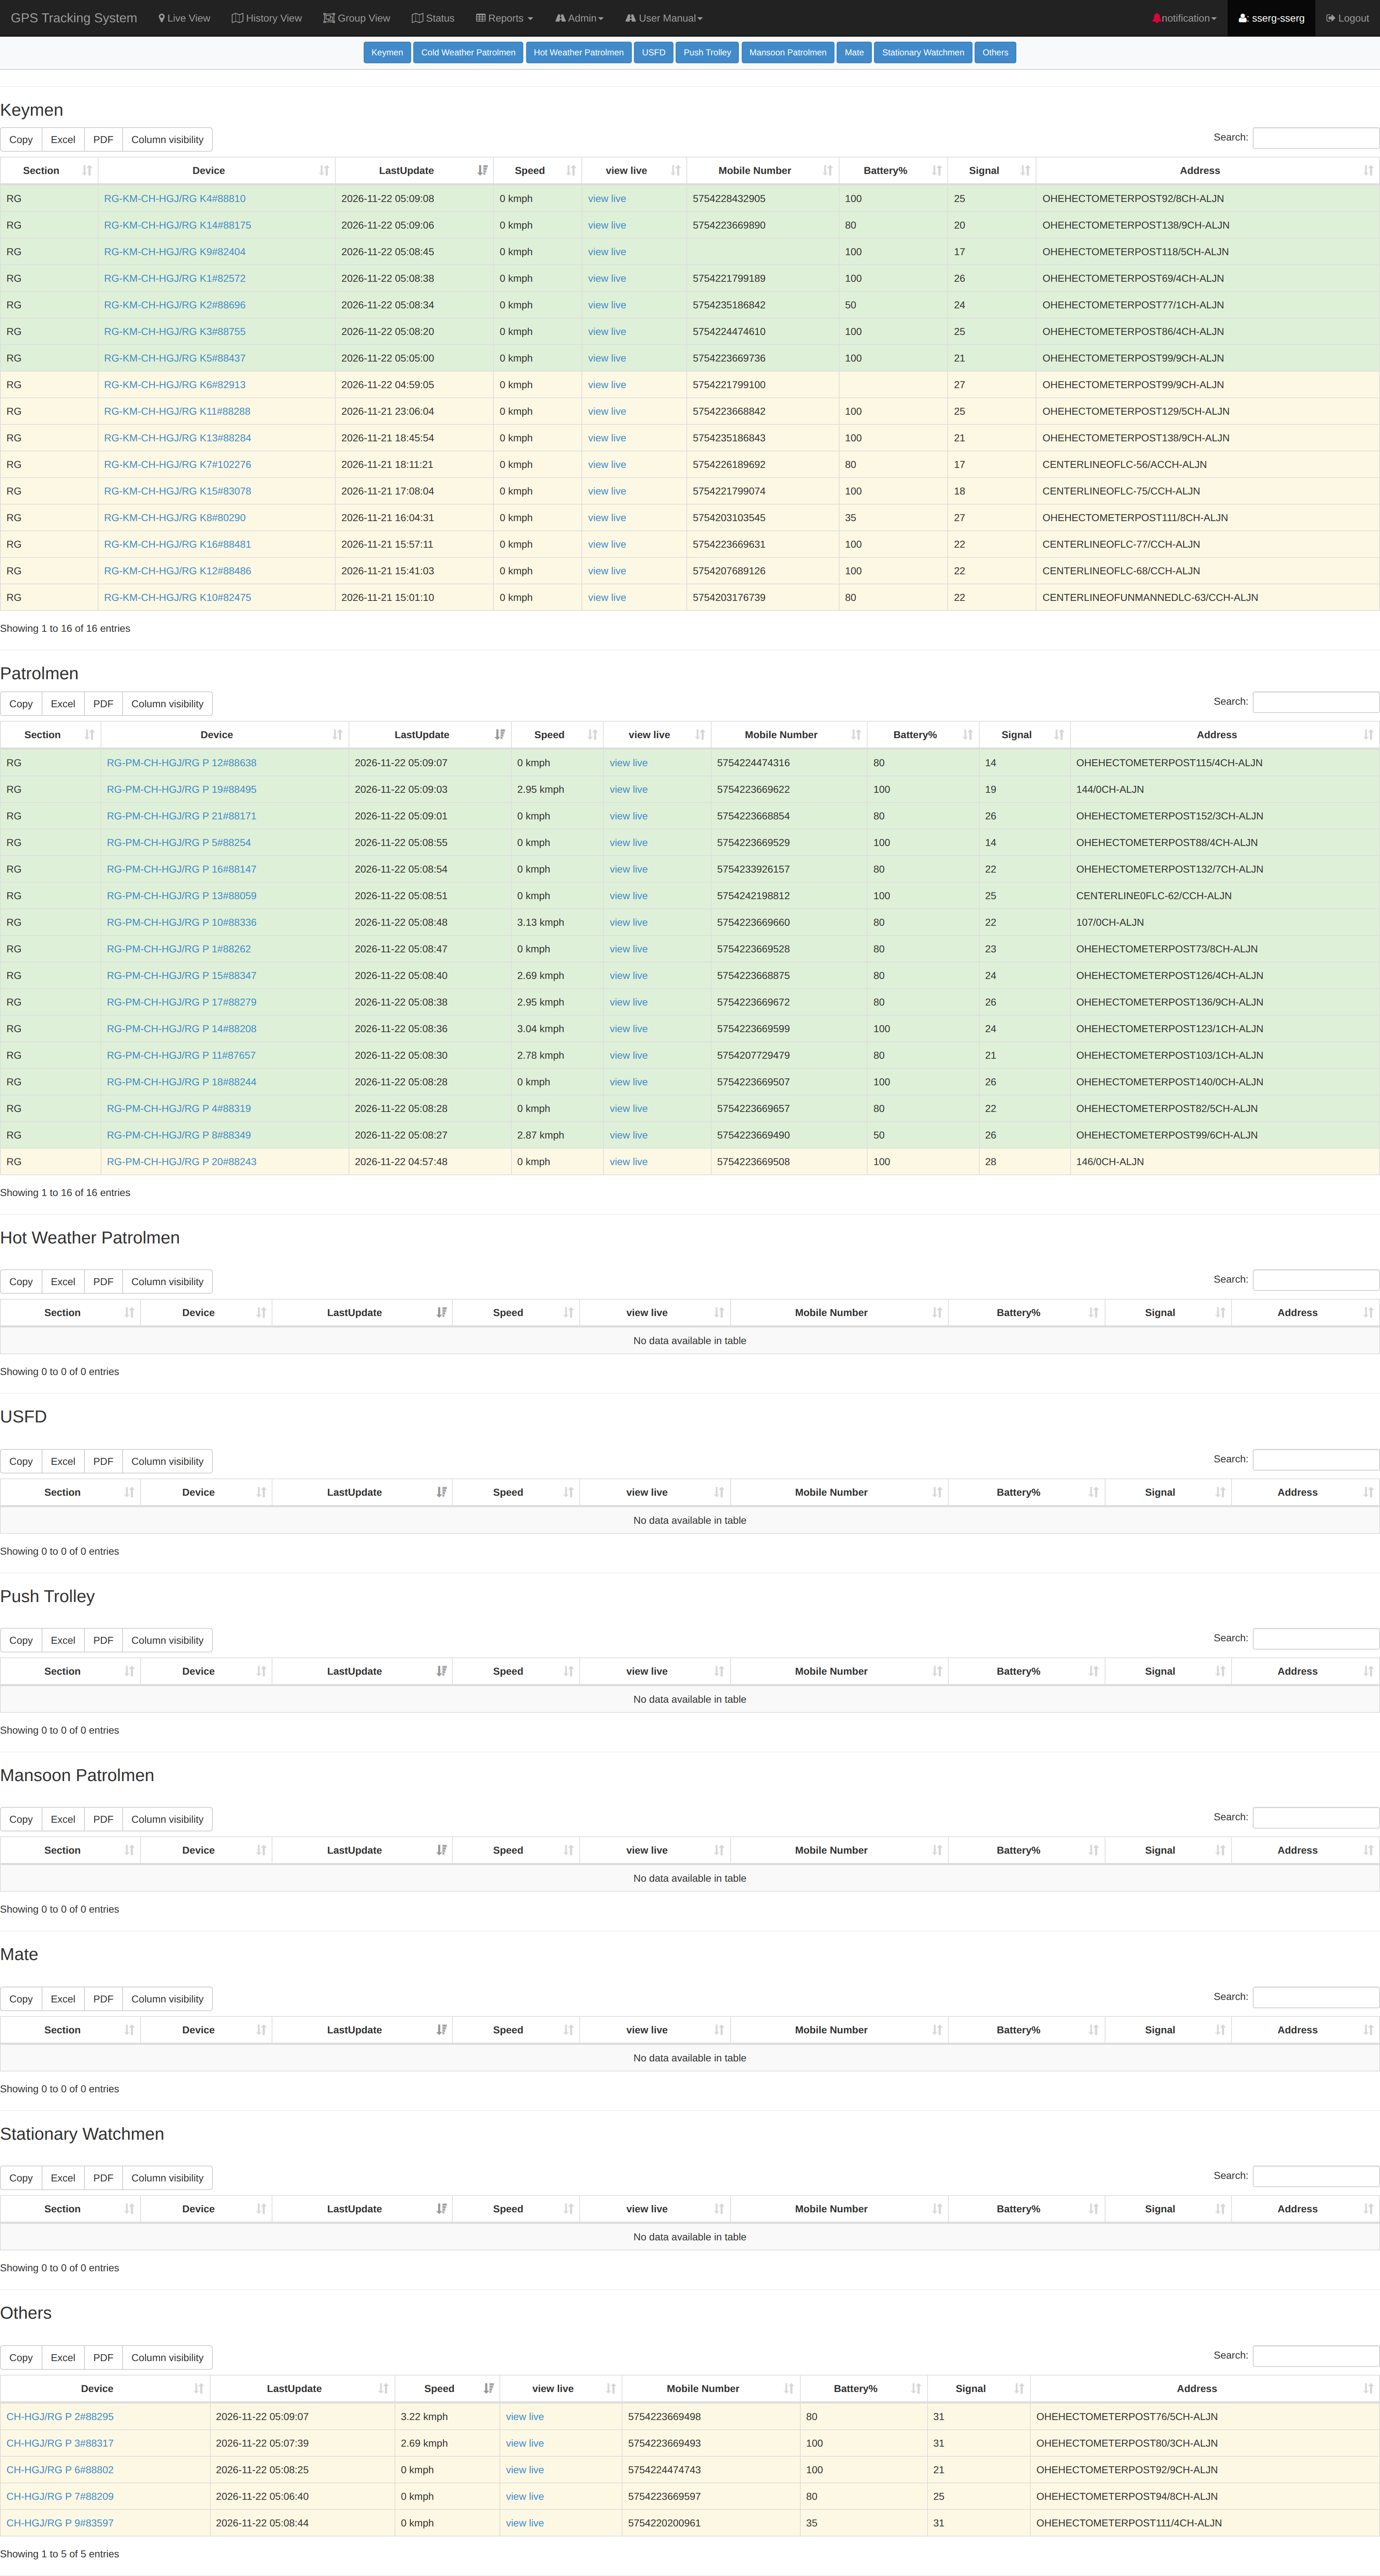 GPS Tracking System Live View History View Group View Status Reports Admin User Manual notification : sserg-sserg Logout
Keymen Cold Weather Patrolmen Hot Weather Patrolmen USFD Push Trolley Mansoon Patrolmen Mate Stationary Watchmen Others
Keymen
Copy Excel PDF Column visibility Search:
Section Device LastUpdate Speed view live Mobile Number Battery% Signal Address
RG RG-KM-CH-HGJ/RG K4#88810 2026-11-22 05:09:08 0 kmph view live 5754228432905 100 25 OHEHECTOMETERPOST92/8CH-ALJN
RG RG-KM-CH-HGJ/RG K14#88175 2026-11-22 05:09:06 0 kmph view live 5754223669890 80 20 OHEHECTOMETERPOST138/9CH-ALJN
RG RG-KM-CH-HGJ/RG K9#82404 2026-11-22 05:08:45 0 kmph view live 100 17 OHEHECTOMETERPOST118/5CH-ALJN
RG RG-KM-CH-HGJ/RG K1#82572 2026-11-22 05:08:38 0 kmph view live 5754221799189 100 26 OHEHECTOMETERPOST69/4CH-ALJN
RG RG-KM-CH-HGJ/RG K2#88696 2026-11-22 05:08:34 0 kmph view live 5754235186842 50 24 OHEHECTOMETERPOST77/1CH-ALJN
RG RG-KM-CH-HGJ/RG K3#88755 2026-11-22 05:08:20 0 kmph view live 5754224474610 100 25 OHEHECTOMETERPOST86/4CH-ALJN
RG RG-KM-CH-HGJ/RG K5#88437 2026-11-22 05:05:00 0 kmph view live 5754223669736 100 21 OHEHECTOMETERPOST99/9CH-ALJN
RG RG-KM-CH-HGJ/RG K6#82913 2026-11-22 04:59:05 0 kmph view live 5754221799100 27 OHEHECTOMETERPOST99/9CH-ALJN
RG RG-KM-CH-HGJ/RG K11#88288 2026-11-21 23:06:04 0 kmph view live 5754223668842 100 25 OHEHECTOMETERPOST129/5CH-ALJN
RG RG-KM-CH-HGJ/RG K13#88284 2026-11-21 18:45:54 0 kmph view live 5754235186843 100 21 OHEHECTOMETERPOST138/9CH-ALJN
RG RG-KM-CH-HGJ/RG K7#102276 2026-11-21 18:11:21 0 kmph view live 5754226189692 80 17 CENTERLINEOFLC-56/ACCH-ALJN
RG RG-KM-CH-HGJ/RG K15#83078 2026-11-21 17:08:04 0 kmph view live 5754221799074 100 18 CENTERLINEOFLC-75/CCH-ALJN
RG RG-KM-CH-HGJ/RG K8#80290 2026-11-21 16:04:31 0 kmph view live 5754203103545 35 27 OHEHECTOMETERPOST111/8CH-ALJN
RG RG-KM-CH-HGJ/RG K16#88481 2026-11-21 15:57:11 0 kmph view live 5754223669631 100 22 CENTERLINEOFLC-77/CCH-ALJN
RG RG-KM-CH-HGJ/RG K12#88486 2026-11-21 15:41:03 0 kmph view live 5754207689126 100 22 CENTERLINEOFLC-68/CCH-ALJN
RG RG-KM-CH-HGJ/RG K10#82475 2026-11-21 15:01:10 0 kmph view live 5754203176739 80 22 CENTERLINEOFUNMANNEDLC-63/CCH-ALJN
Showing 1 to 16 of 16 entries
Patrolmen
Copy Excel PDF Column visibility Search:
Section Device LastUpdate Speed view live Mobile Number Battery% Signal Address
RG RG-PM-CH-HGJ/RG P 12#88638 2026-11-22 05:09:07 0 kmph view live 5754224474316 80 14 OHEHECTOMETERPOST115/4CH-ALJN
RG RG-PM-CH-HGJ/RG P 19#88495 2026-11-22 05:09:03 2.95 kmph view live 5754223669622 100 19 144/0CH-ALJN
RG RG-PM-CH-HGJ/RG P 21#88171 2026-11-22 05:09:01 0 kmph view live 5754223668854 80 26 OHEHECTOMETERPOST152/3CH-ALJN
RG RG-PM-CH-HGJ/RG P 5#88254 2026-11-22 05:08:55 0 kmph view live 5754223669529 100 14 OHEHECTOMETERPOST88/4CH-ALJN
RG RG-PM-CH-HGJ/RG P 16#88147 2026-11-22 05:08:54 0 kmph view live 5754233926157 80 22 OHEHECTOMETERPOST132/7CH-ALJN
RG RG-PM-CH-HGJ/RG P 13#88059 2026-11-22 05:08:51 0 kmph view live 5754242198812 100 25 CENTERLINE0FLC-62/CCH-ALJN
RG RG-PM-CH-HGJ/RG P 10#88336 2026-11-22 05:08:48 3.13 kmph view live 5754223669660 80 22 107/0CH-ALJN
RG RG-PM-CH-HGJ/RG P 1#88262 2026-11-22 05:08:47 0 kmph view live 5754223669528 80 23 OHEHECTOMETERPOST73/8CH-ALJN
RG RG-PM-CH-HGJ/RG P 15#88347 2026-11-22 05:08:40 2.69 kmph view live 5754223668875 80 24 OHEHECTOMETERPOST126/4CH-ALJN
RG RG-PM-CH-HGJ/RG P 17#88279 2026-11-22 05:08:38 2.95 kmph view live 5754223669672 80 26 OHEHECTOMETERPOST136/9CH-ALJN
RG RG-PM-CH-HGJ/RG P 14#88208 2026-11-22 05:08:36 3.04 kmph view live 5754223669599 100 24 OHEHECTOMETERPOST123/1CH-ALJN
RG RG-PM-CH-HGJ/RG P 11#87657 2026-11-22 05:08:30 2.78 kmph view live 5754207729479 80 21 OHEHECTOMETERPOST103/1CH-ALJN
RG RG-PM-CH-HGJ/RG P 18#88244 2026-11-22 05:08:28 0 kmph view live 5754223669507 100 26 OHEHECTOMETERPOST140/0CH-ALJN
RG RG-PM-CH-HGJ/RG P 4#88319 2026-11-22 05:08:28 0 kmph view live 5754223669657 80 22 OHEHECTOMETERPOST82/5CH-ALJN
RG RG-PM-CH-HGJ/RG P 8#88349 2026-11-22 05:08:27 2.87 kmph view live 5754223669490 50 26 OHEHECTOMETERPOST99/6CH-ALJN
RG RG-PM-CH-HGJ/RG P 20#88243 2026-11-22 04:57:48 0 kmph view live 5754223669508 100 28 146/0CH-ALJN
Showing 1 to 16 of 16 entries
Hot Weather Patrolmen
Copy Excel PDF Column visibility Search:
Section Device LastUpdate Speed view live Mobile Number Battery% Signal Address
No data available in table
Showing 0 to 0 of 0 entries
USFD
Copy Excel PDF Column visibility Search:
Section Device LastUpdate Speed view live Mobile Number Battery% Signal Address
No data available in table
Showing 0 to 0 of 0 entries
Push Trolley
Copy Excel PDF Column visibility Search:
Section Device LastUpdate Speed view live Mobile Number Battery% Signal Address
No data available in table
Showing 0 to 0 of 0 entries
Mansoon Patrolmen
Copy Excel PDF Column visibility Search:
Section Device LastUpdate Speed view live Mobile Number Battery% Signal Address
No data available in table
Showing 0 to 0 of 0 entries
Mate
Copy Excel PDF Column visibility Search:
Section Device LastUpdate Speed view live Mobile Number Battery% Signal Address
No data available in table
Showing 0 to 0 of 0 entries
Stationary Watchmen
Copy Excel PDF Column visibility Search:
Section Device LastUpdate Speed view live Mobile Number Battery% Signal Address
No data available in table
Showing 0 to 0 of 0 entries
Others
Copy Excel PDF Column visibility Search:
Device LastUpdate Speed view live Mobile Number Battery% Signal Address
CH-HGJ/RG P 2#88295 2026-11-22 05:09:07 3.22 kmph view live 5754223669498 80 31 OHEHECTOMETERPOST76/5CH-ALJN
CH-HGJ/RG P 3#88317 2026-11-22 05:07:39 2.69 kmph view live 5754223669493 100 31 OHEHECTOMETERPOST80/3CH-ALJN
CH-HGJ/RG P 6#88802 2026-11-22 05:08:25 0 kmph view live 5754224474743 100 21 OHEHECTOMETERPOST92/9CH-ALJN
CH-HGJ/RG P 7#88209 2026-11-22 05:06:40 0 kmph view live 5754223669597 80 25 OHEHECTOMETERPOST94/8CH-ALJN
CH-HGJ/RG P 9#83597 2026-11-22 05:08:44 0 kmph view live 5754220200961 35 31 OHEHECTOMETERPOST111/4CH-ALJN
Showing 1 to 5 of 5 entries